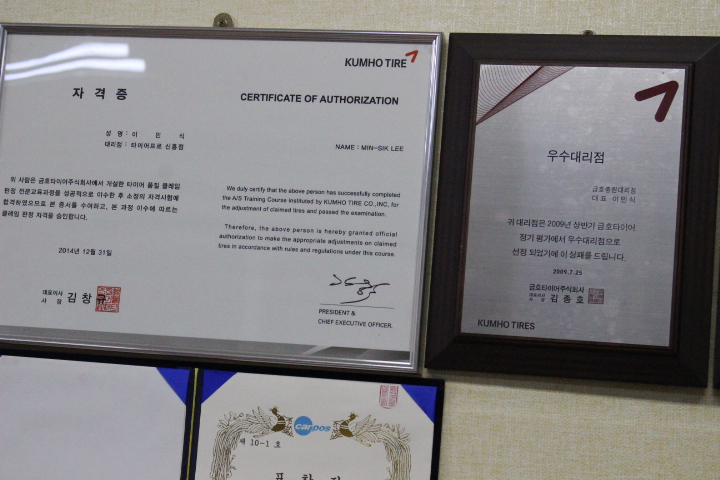 KUMHO TIRE
자격증
CERTIFICATE OF AUTHORIZATION
성 명 : 이 민 식
대리점 : 타이어프로 신흥점
NAME : MIN-SIK LEE
위 사람은 금호타이어주식회사에서 개설한 타이어 품질 클레임
판정 전문교육과정을 성공적으로 이수한 후 소정의 자격시험에
합격하였으므로 본 증서를 수여하고, 본 과정 이수에 따르는
클레임 판정 자격을 승인합니다.
2014년 12월 31일
대표이사
사 장
김 창 규
We duly certify that the above person has successfully completed
the A/S Training Course instituted by KUMHO TIRE CO.,INC, for
the adjustment of claimed tires and passed the examination.
Therefore, the above person is hereby granted official
authorization to make the appropriate adjustments on claimed
tires in accordance with rules and regulations under this course.
PRESIDENT &
CHIEF EXECUTIVE OFFICER.
우수대리점
금호종원대리점
대표 이민식
귀 대리점은 2009년 상반기 금호타이어
정기 평가에서 우수대리점으로
선정 되었기에 이 상패를 드립니다.
2009.7.25
금호타이어주식회사
대표이사
사 장
김 종 호
KUMHO TIRES
carpos
제 10-1 호
표 창 장